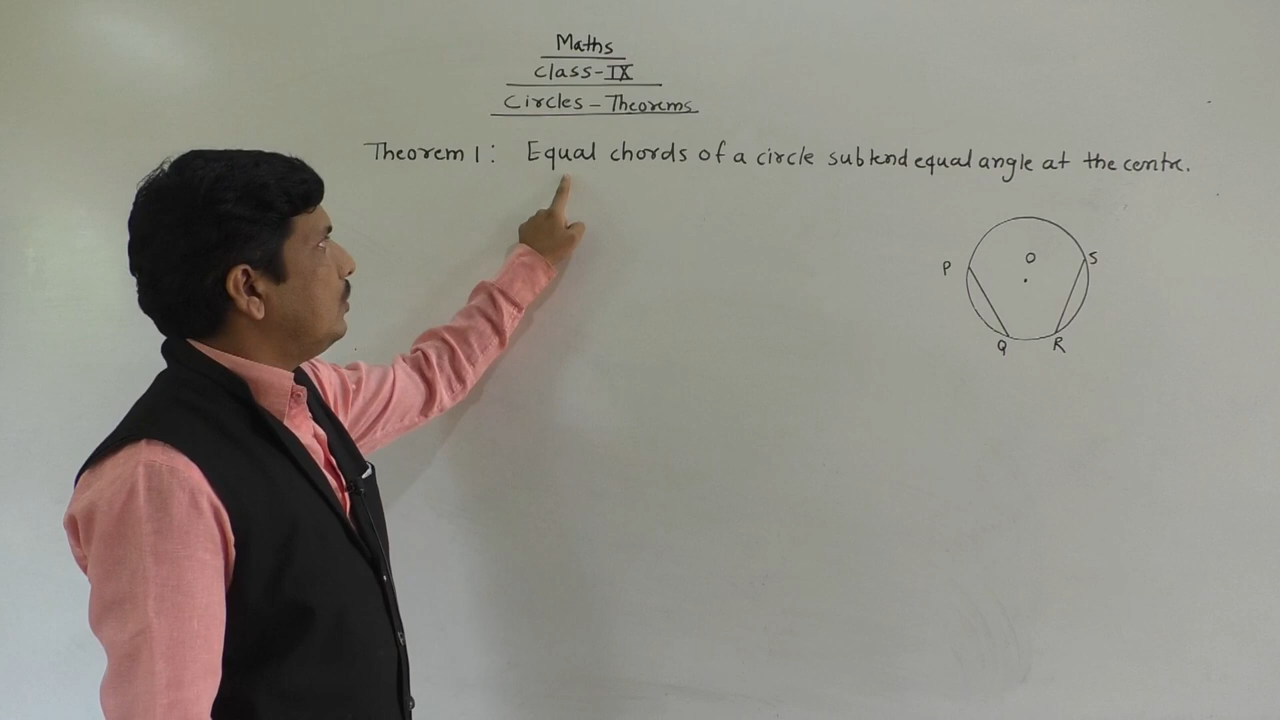 Maths
Class-IX
Circles - Theorems
Theorem 1: Equal chords of a circle subtend equal angle at the centre.
P O S
Q R